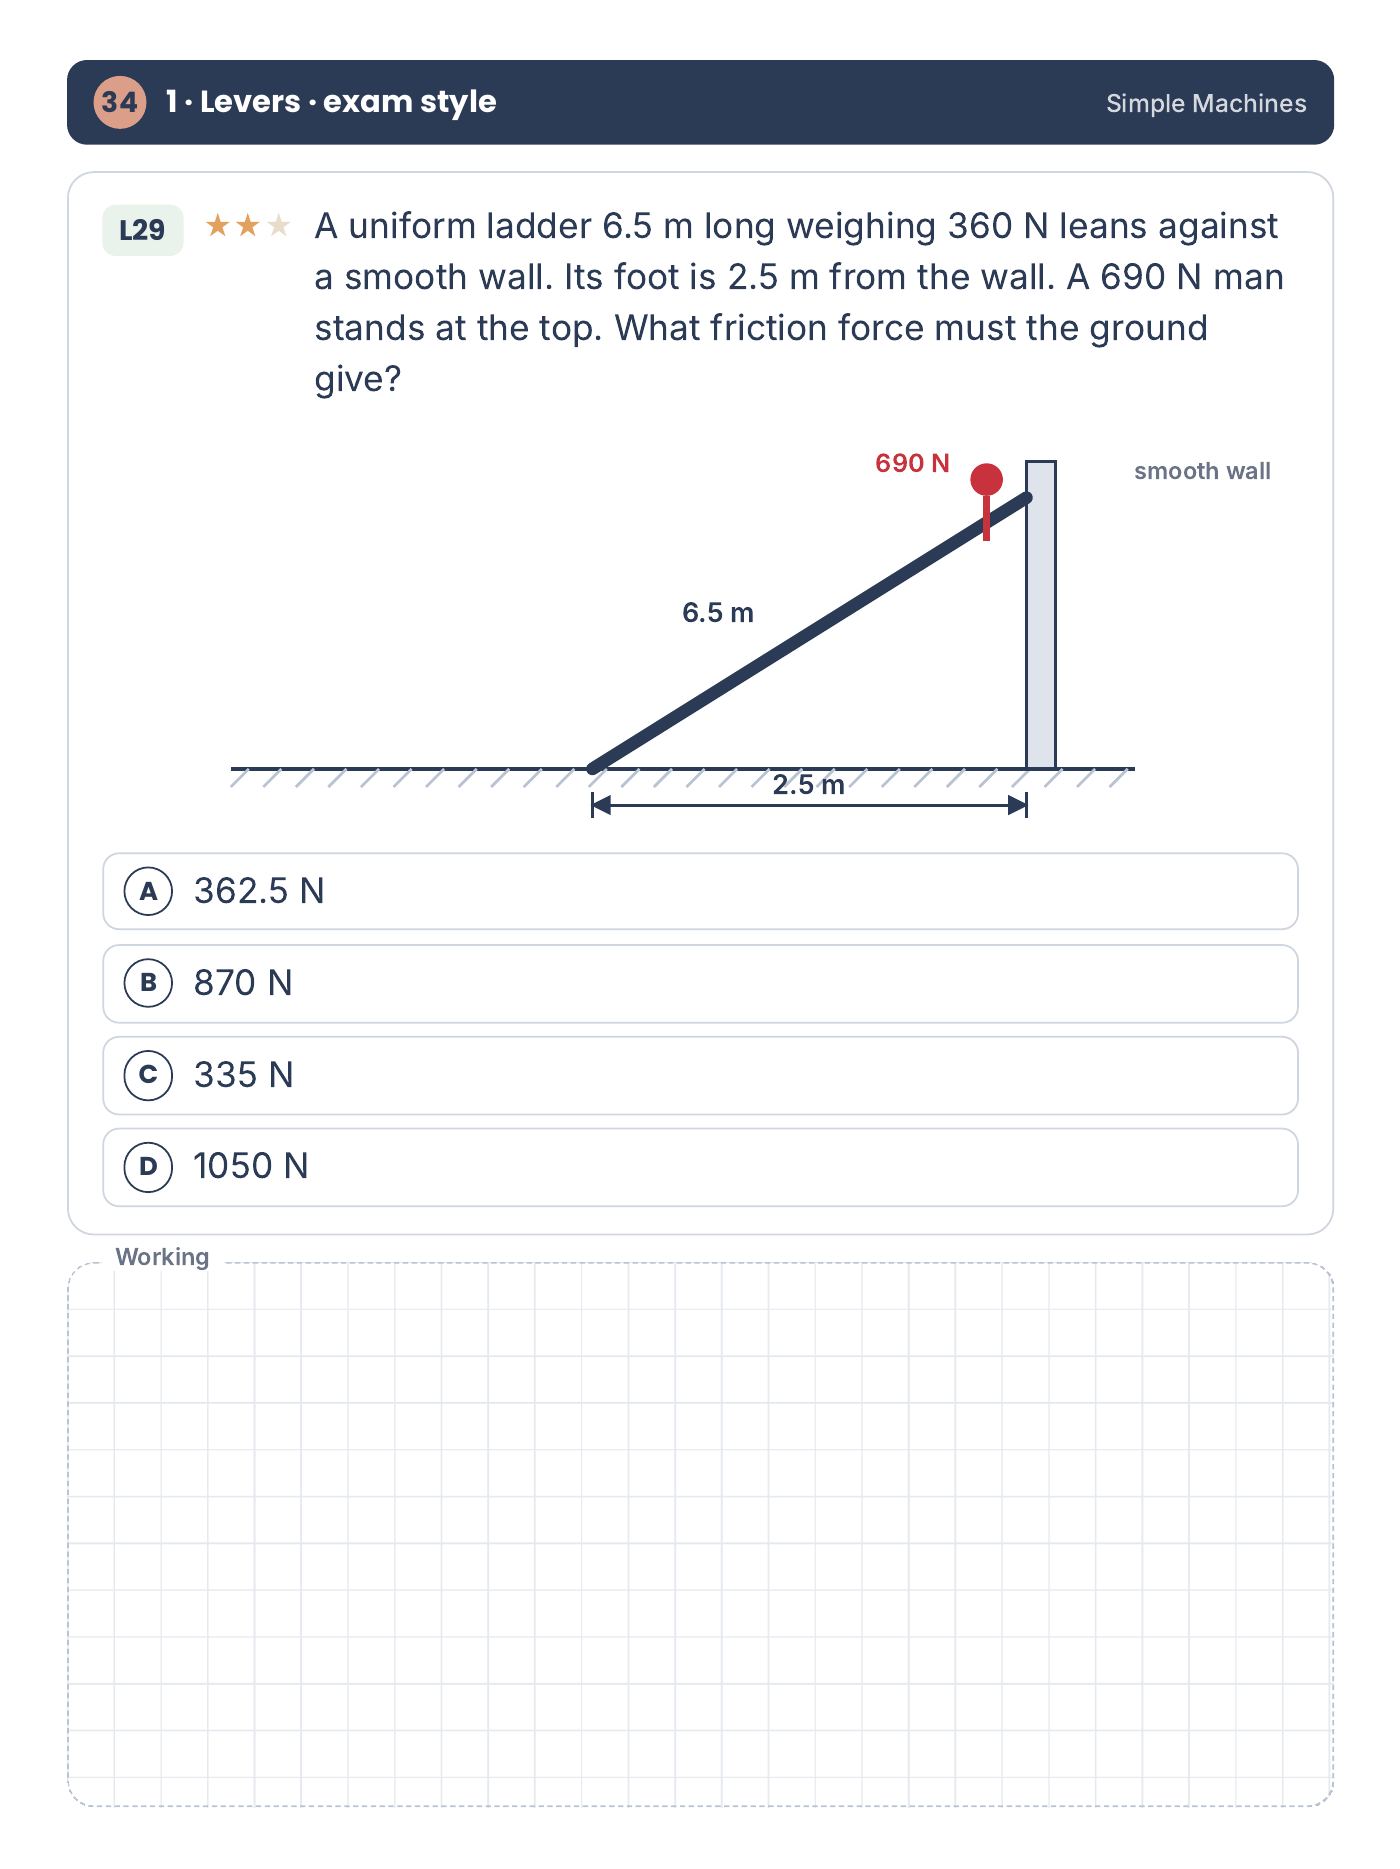 34 1 · Levers · exam style Simple Machines
L29 ★★★ A uniform ladder 6.5 m long weighing 360 N leans against
a smooth wall. Its foot is 2.5 m from the wall. A 690 N man
stands at the top. What friction force must the ground
give?
690 N
smooth wall
6.5 m
2.5 m
A 362.5 N
B 870 N
C 335 N
D 1050 N
Working